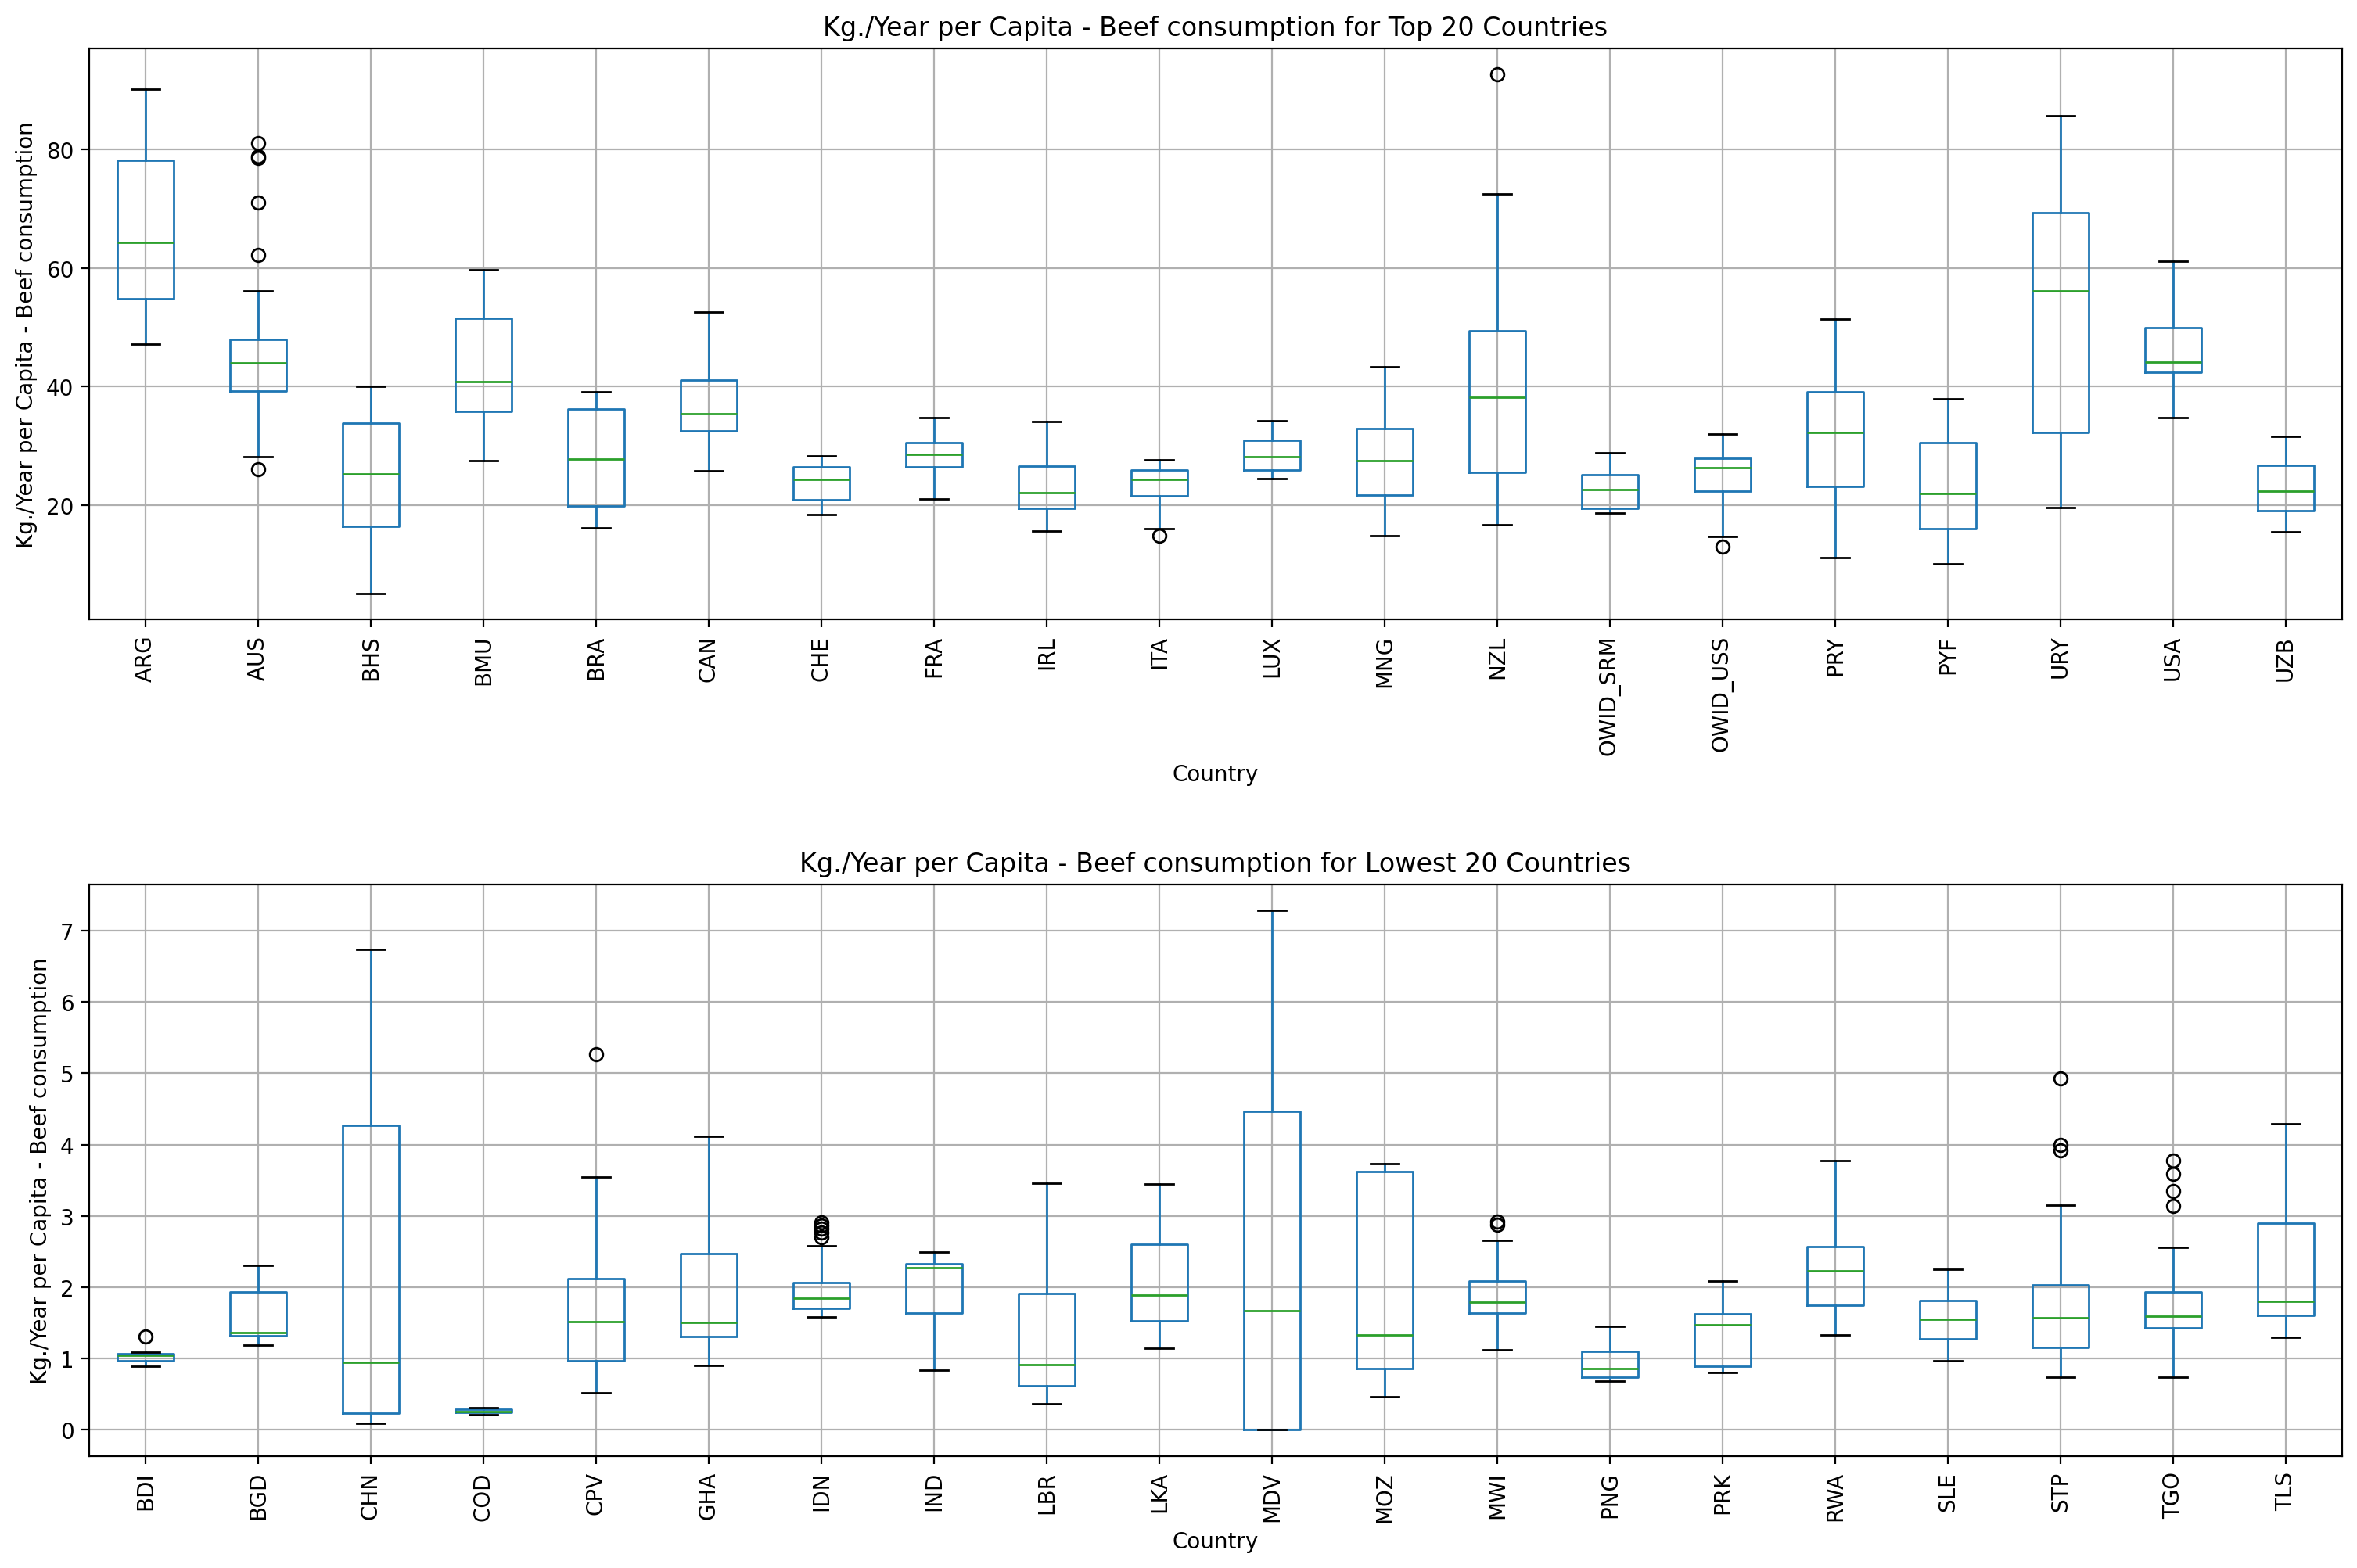 Kg./Year per Capita - Beef consumption for Top 20 Countries
Kg./Year per Capita - Beef consumption
80
60
40
20
ARG AUS BHS BMU BRA CAN CHE FRA IRL ITA LUX MNG NZL OWID_SRM OWID_USS PRY PYF URY USA UZB
Country
Kg./Year per Capita - Beef consumption for Lowest 20 Countries
Kg./Year per Capita - Beef consumption
7
6
5
4
3
2
1
0
BDI BGD CHN COD CPV GHA IDN IND LBR LKA MDV MOZ MWI PNG PRK RWA SLE STP TGO TLS
Country